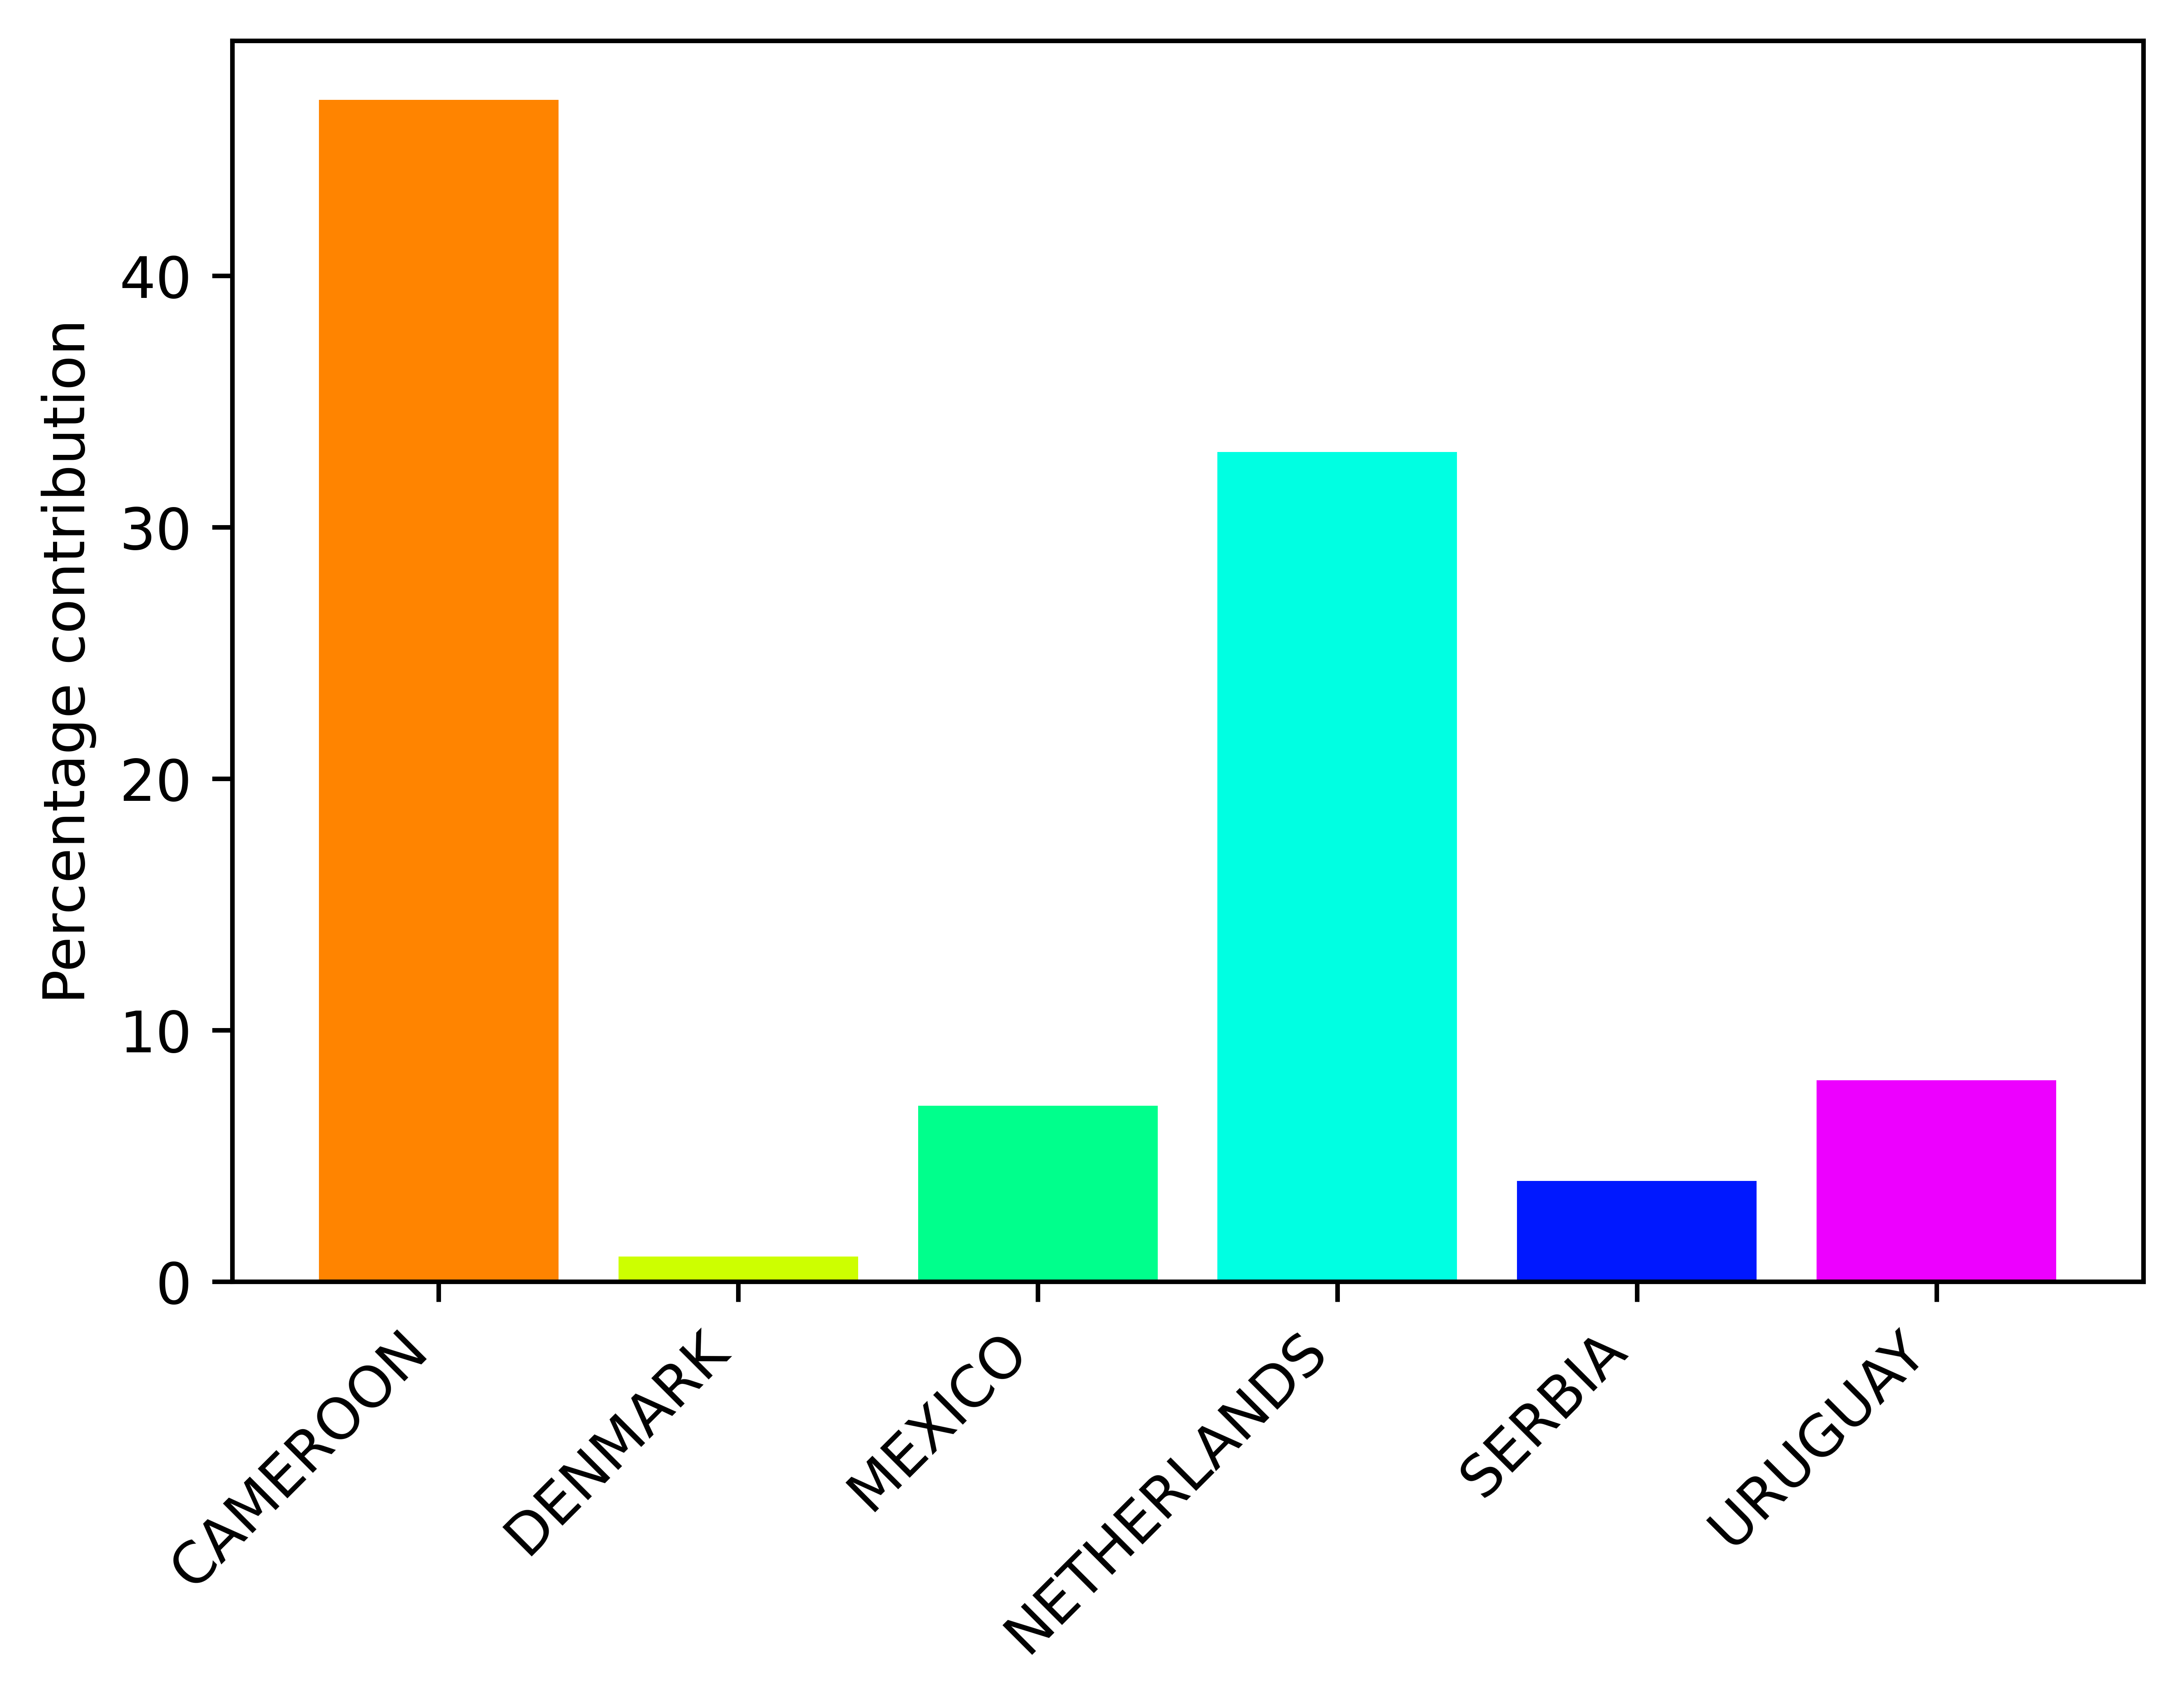 Percentage contribution
40
30
20
10
0
CAMEROON
DENMARK
MEXICO
NETHERLANDS
SERBIA
URUGUAY